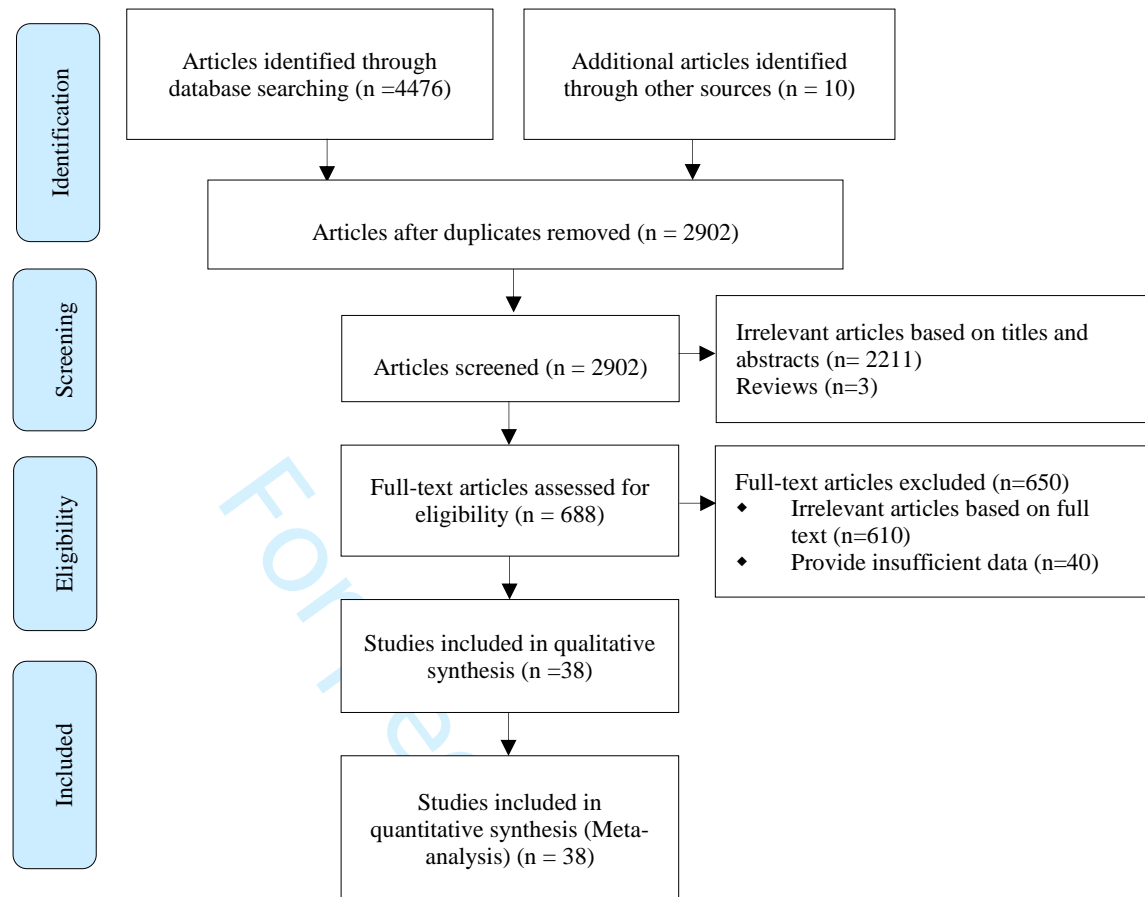 Identification
Articles identified through
database searching (n =4476)
Additional articles identified
through other sources (n = 10)
Articles after duplicates removed (n = 2902)
Screening
Articles screened (n = 2902)
Irrelevant articles based on titles and
abstracts (n= 2211)
Reviews (n=3)
Eligibility
Full-text articles assessed for
eligibility (n = 688)
Full-text articles excluded (n=650)
◆ Irrelevant articles based on full
text (n=610)
◆ Provide insufficient data (n=40)
Studies included in qualitative
synthesis (n =38)
Included
Studies included in
quantitative synthesis (Meta-
analysis) (n = 38)
For